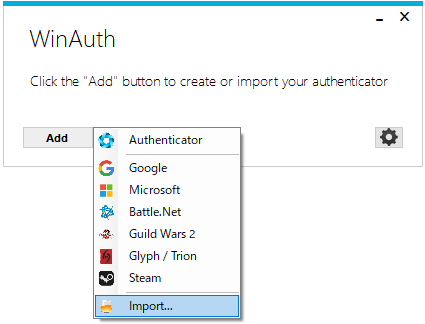 WinAuth
Click the "Add" button to create or import your authenticator
Add
Authenticator
Google
Microsoft
Battle.Net
Guild Wars 2
Glyph / Trion
Steam
Import...